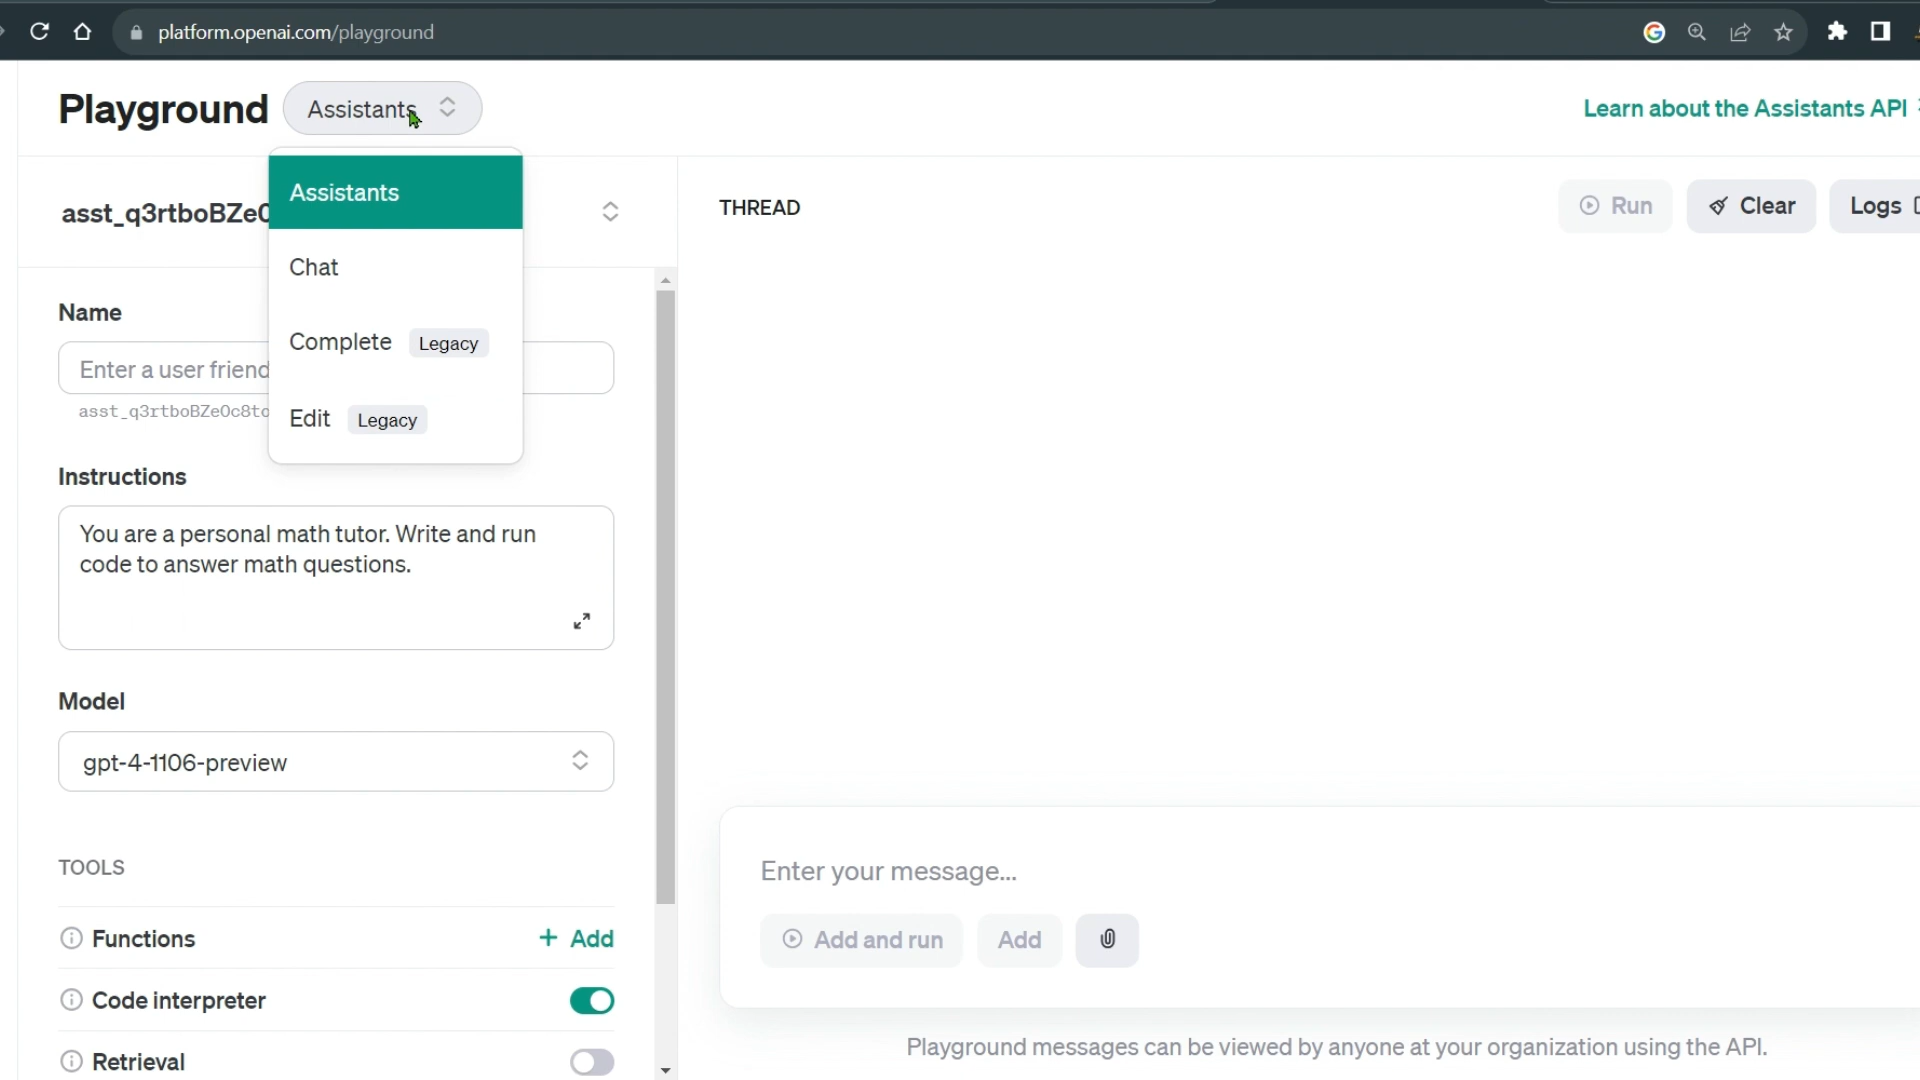 platform.openai.com/playground
Playground
Assistants
Learn about the Assistants API
Assistants
Chat
Complete Legacy
Edit Legacy
asst_q3rtboBZe0
THREAD
Run
Clear
Logs
Name
Enter a user friend
asst_q3rtboBZe0c8to
Instructions
You are a personal math tutor. Write and run
code to answer math questions.
Model
gpt-4-1106-preview
TOOLS
Functions
+ Add
Code interpreter
Retrieval
Enter your message...
Add and run
Add
Playground messages can be viewed by anyone at your organization using the API.